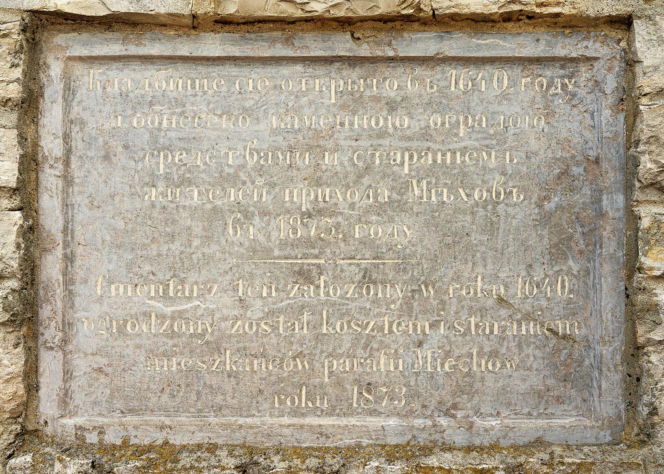 Кладбище сіе открыто въ 1640. году
и обнесено каменною оградою
средствами и стараніемъ
жителей прихода Мѣховъ
въ 1873. году
Cmentarz ten założony w roku 1640.
ogrodzony został kosztem i staraniem
mieszkańców parafii Miechow
roku 1873.